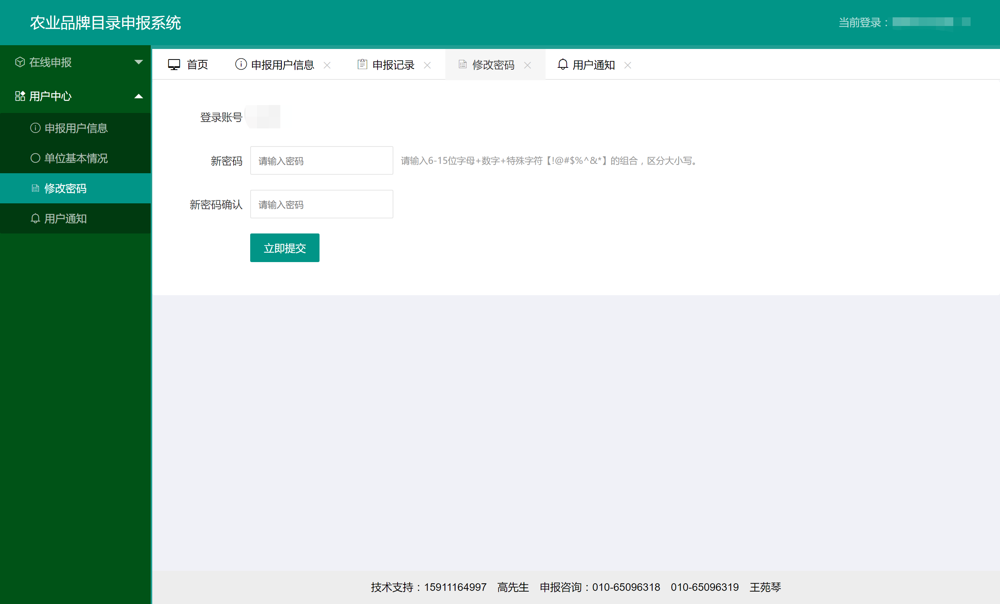 农业品牌目录申报系统
当前登录：
在线申报
用户中心
申报用户信息
单位基本情况
修改密码
用户通知
首页 申报用户信息 申报记录 修改密码 用户通知
登录账号
新密码 请输入密码 请输入6-15位字母+数字+特殊字符【!@#$%^&*】的组合，区分大小写。
新密码确认 请输入密码
立即提交
技术支持：15911164997 高先生 申报咨询：010-65096318 010-65096319 王苑琴